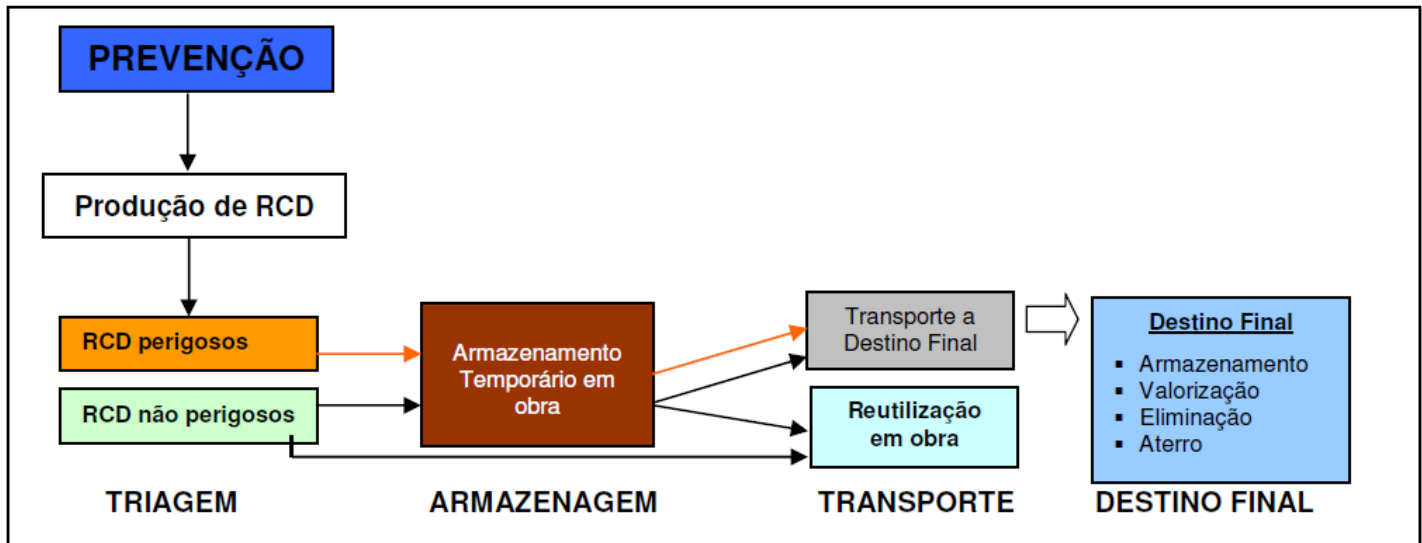 PREVENÇÃO
Produção de RCD
RCD perigosos
RCD não perigosos
Armazenamento
Temporário em
obra
Transporte a
Destino Final
Reutilização
em obra
Destino Final
▪ Armazenamento
▪ Valorização
▪ Eliminação
▪ Aterro
TRIAGEM
ARMAZENAGEM
TRANSPORTE
DESTINO FINAL